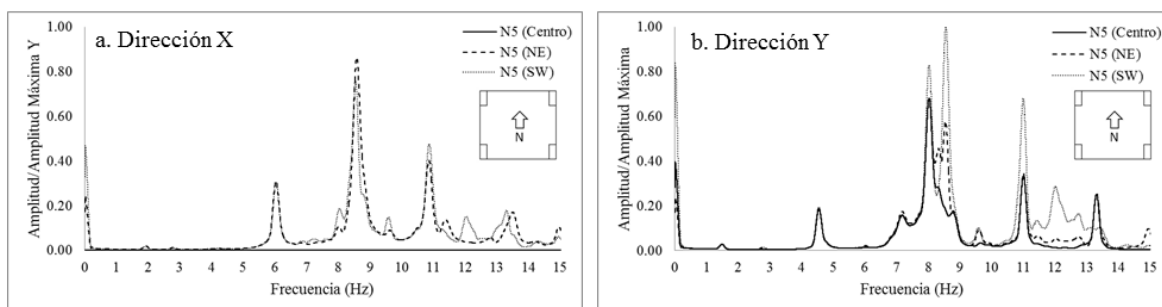 a. Dirección X
Amplitud/Amplitud Máxima Y
1.00
0.80
0.60
0.40
0.20
0.00
N5 (Centro)
N5 (NE)
N5 (SW)
N
0 1 2 3 4 5 6 7 8 9 10 11 12 13 14 15
Frecuencia (Hz)
b. Dirección Y
Amplitud/Amplitud Máxima
1.00
0.80
0.60
0.40
0.20
0.00
N5 (Centro)
N5 (NE)
N5 (SW)
N
0 1 2 3 4 5 6 7 8 9 10 11 12 13 14 15
Frecuencia (Hz)